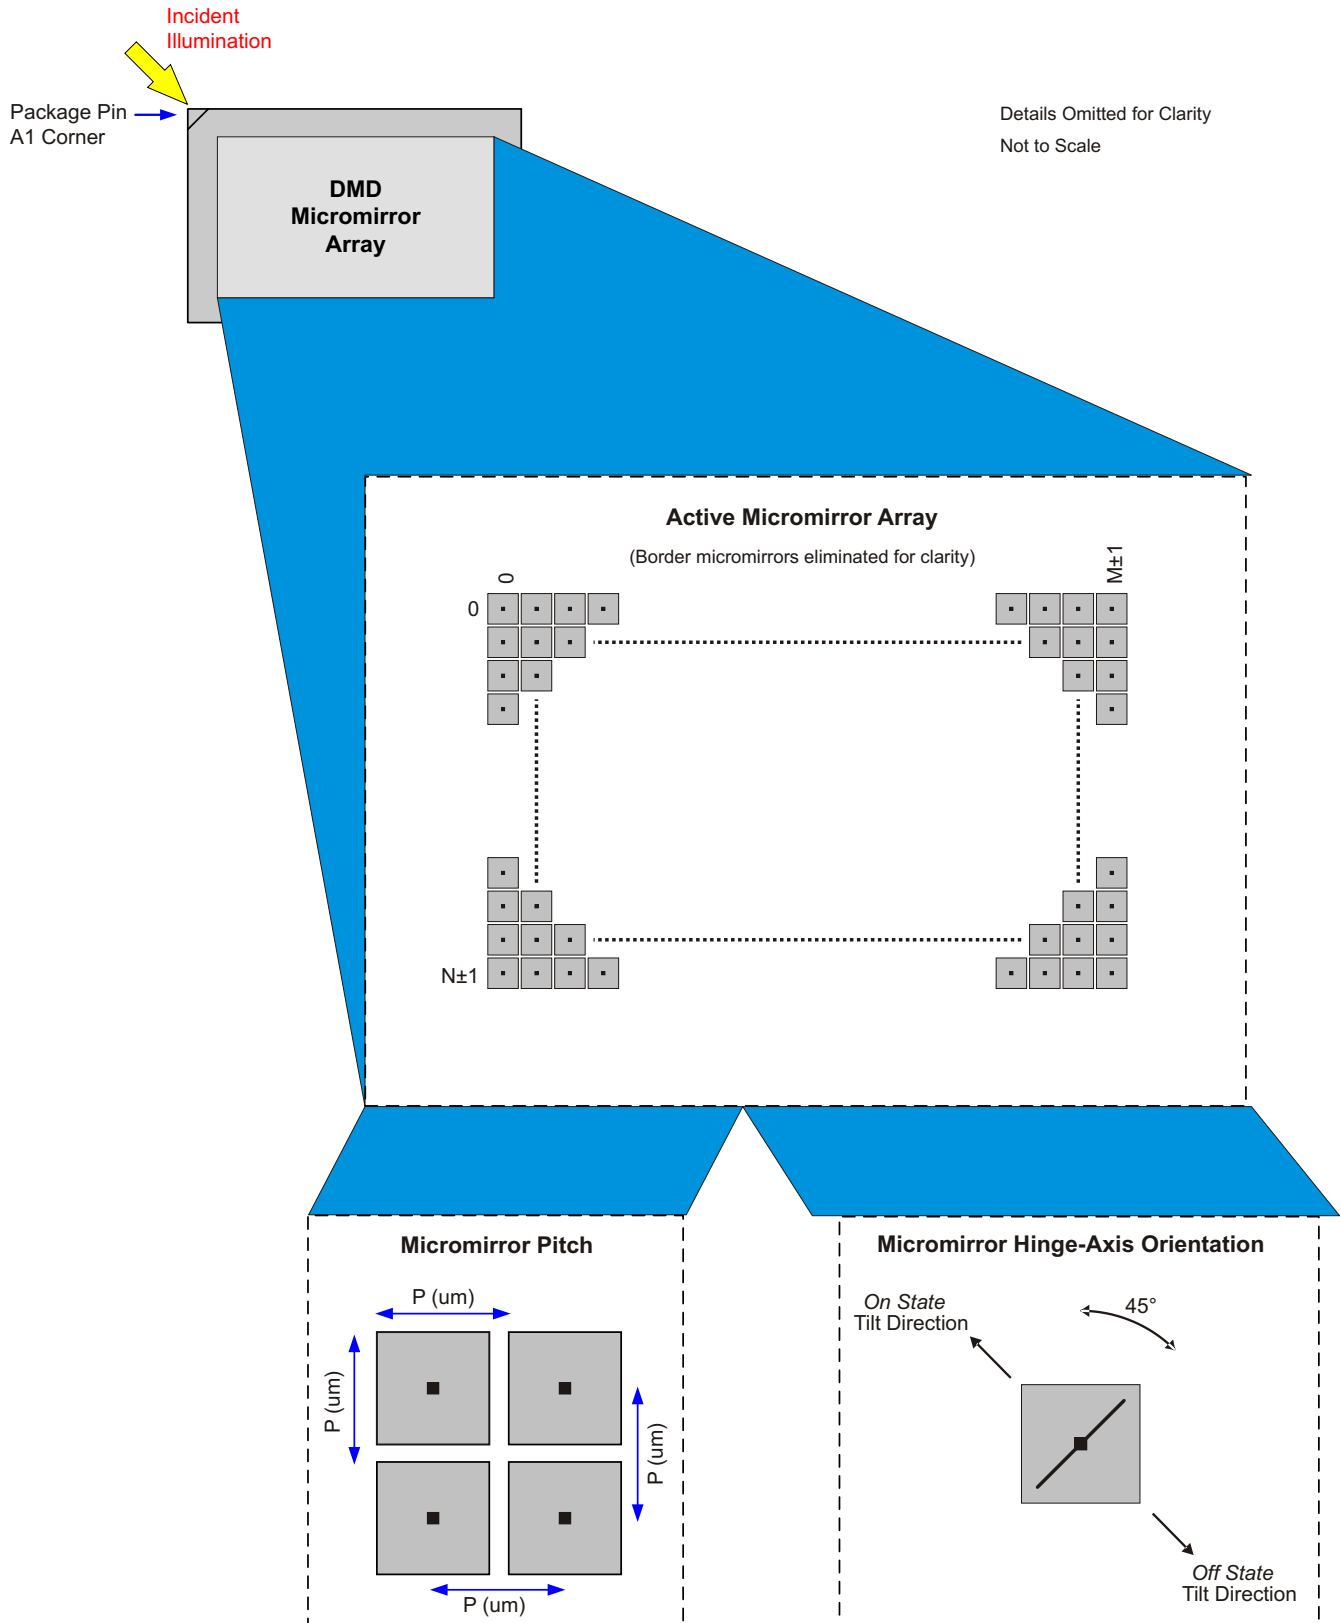 Incident
Illumination
Package Pin
A1 Corner
Details Omitted for Clarity
Not to Scale
DMD
Micromirror
Array
Active Micromirror Array
(Border micromirrors eliminated for clarity)
0
M±1
0
N±1
Micromirror Pitch
P (um)
P (um)
P (um)
P (um)
Micromirror Hinge-Axis Orientation
On State
Tilt Direction
45°
Off State
Tilt Direction